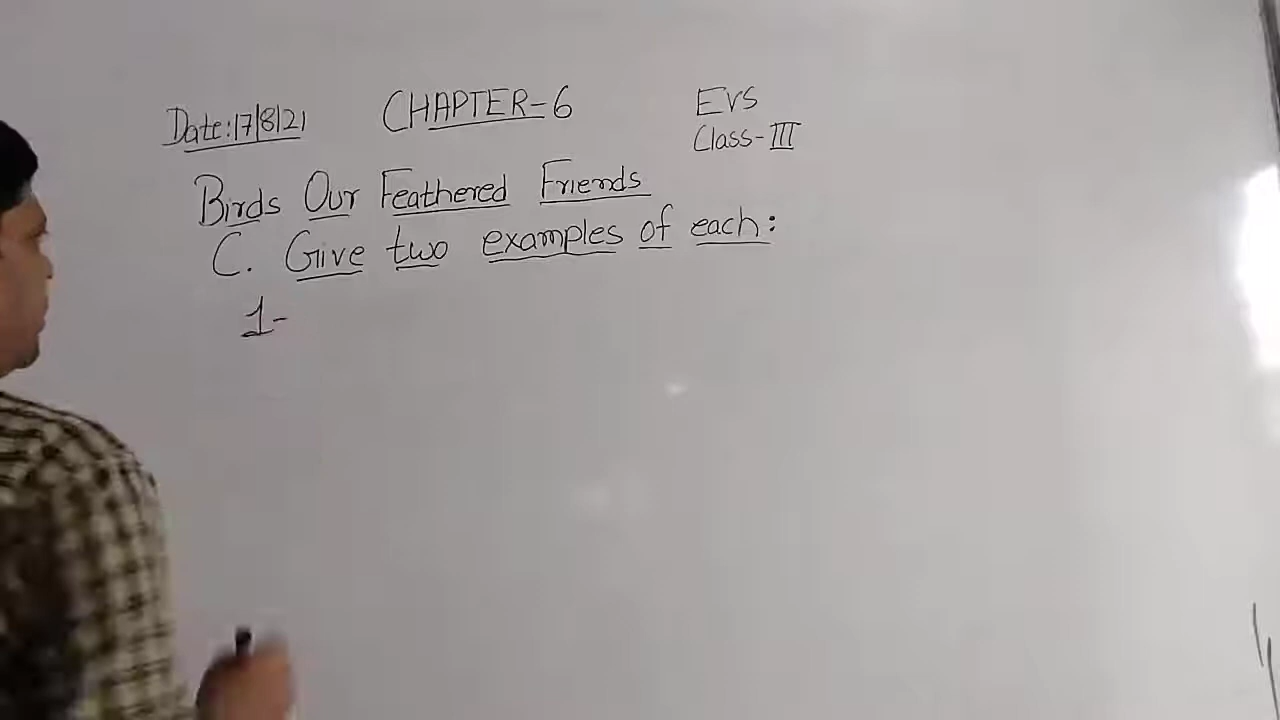 Date:17/8/21 CHAPTER-6 EVS
Class-III
Birds Our Feathered Friends
C. Give two examples of each:
1-